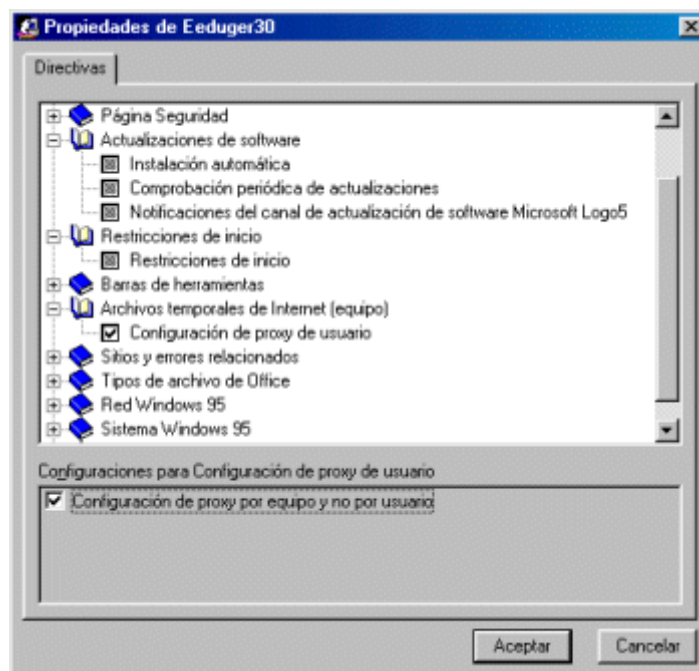 Propiedades de Eeduger30
Directivas
Página Seguridad
Actualizaciones de software
Instalación automática
Comprobación periódica de actualizaciones
Notificaciones del canal de actualización de software Microsoft Logo5
Restricciones de inicio
Restricciones de inicio
Barras de herramientas
Archivos temporales de Internet (equipo)
Configuración de proxy de usuario
Sitios y errores relacionados
Tipos de archivo de Office
Red Windows 95
Sistema Windows 95
Configuraciones para Configuración de proxy de usuario
Configuración de proxy por equipo y no por usuario
Aceptar Cancelar